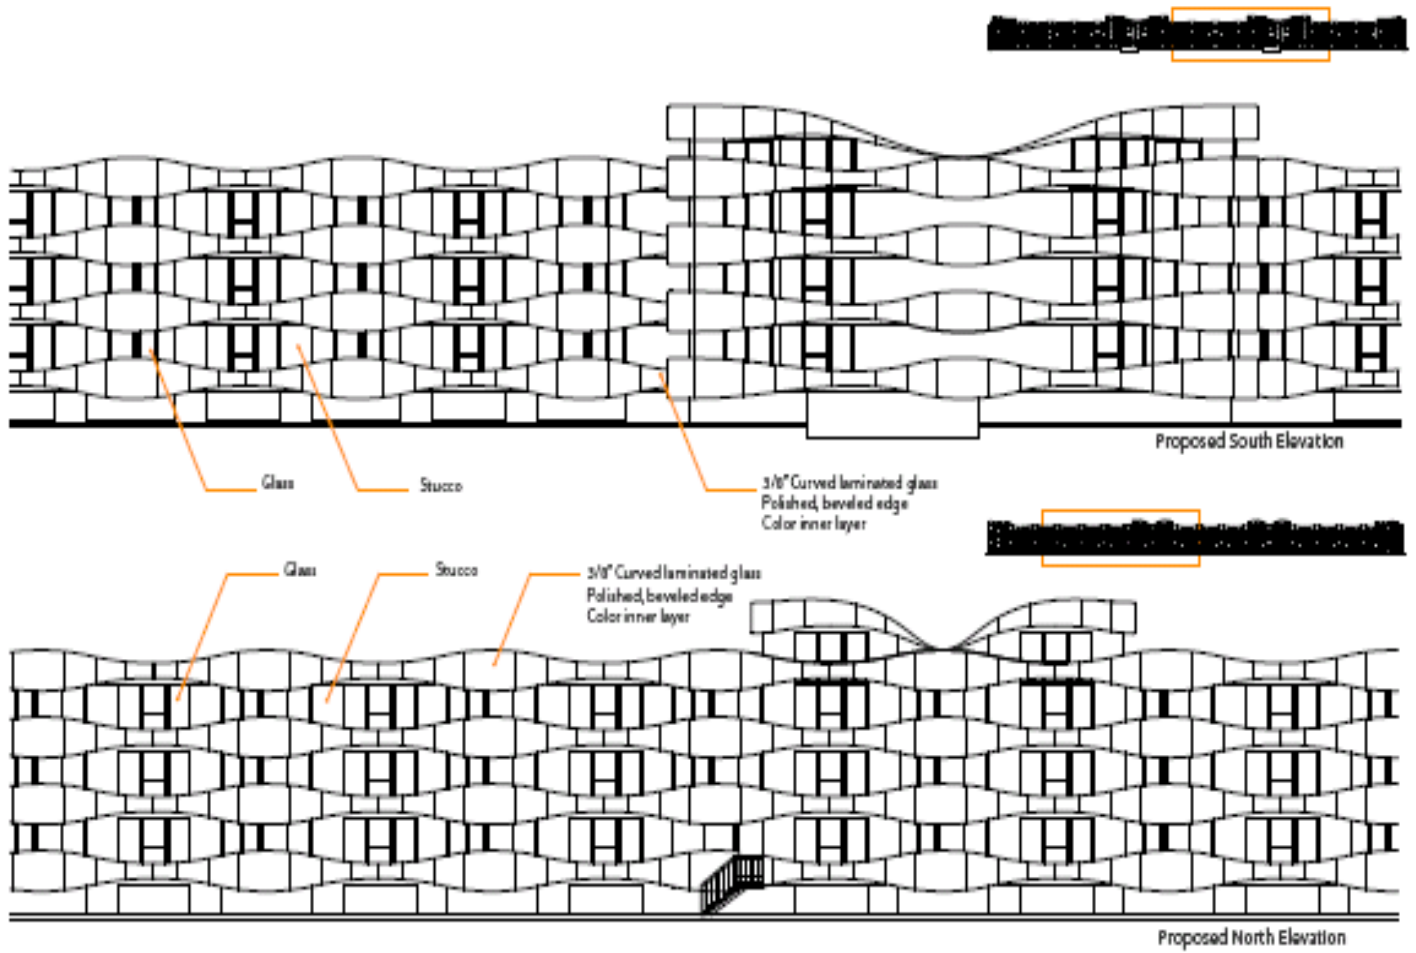 Proposed South Elevation
Glass
Stucco
3/8" Curved laminated glass
Polished, beveled edge
Color inner layer
Glass
Stucco
3/8" Curved laminated glass
Polished, beveled edge
Color inner layer
Proposed North Elevation